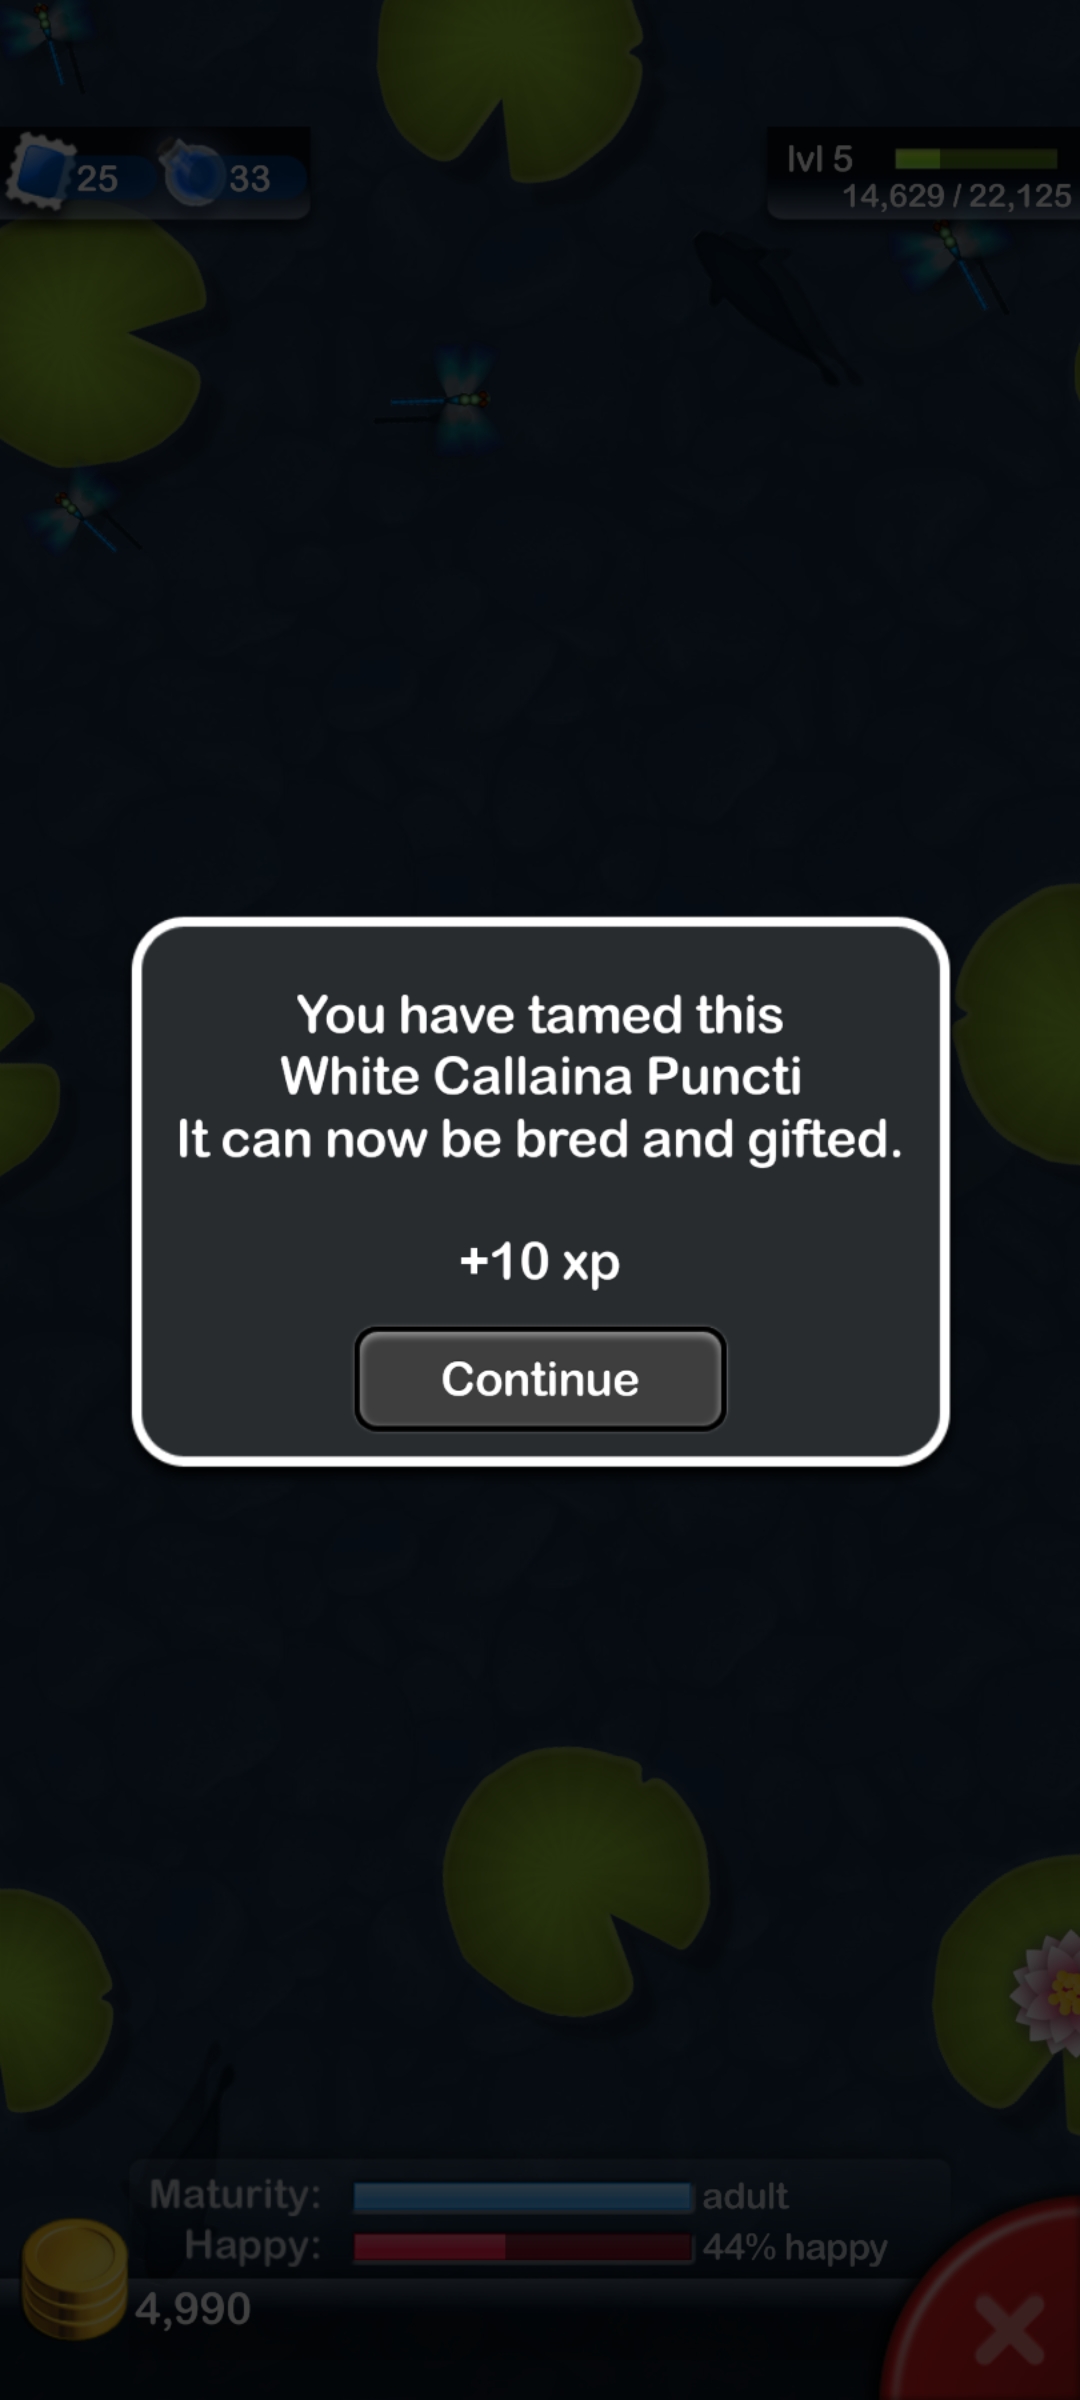 25
33
lvl 5
14,629 / 22,125
You have tamed this
White Callaina Puncti
It can now be bred and gifted.
+10 xp
Continue
Maturity: adult
Happy: 44% happy
4,990